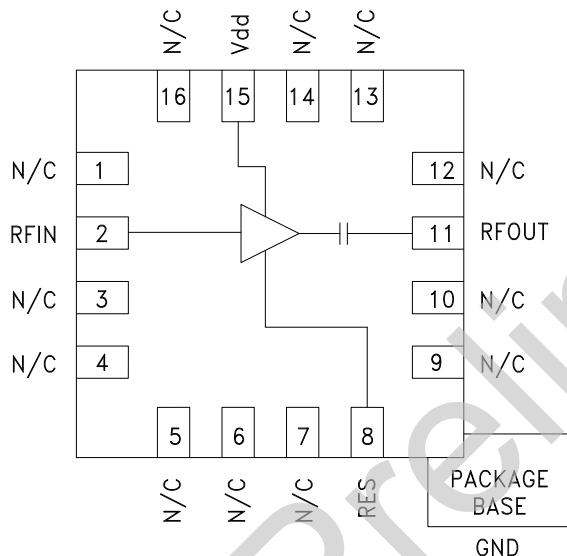 N/C Vdd N/C N/C
16 15 14 13
N/C 1 12 N/C
RFIN 2 11 RFOUT
N/C 3 10 N/C
N/C 4 9 N/C
5 6 7 8
N/C N/C N/C RES
PACKAGE
BASE
GND
Prelin